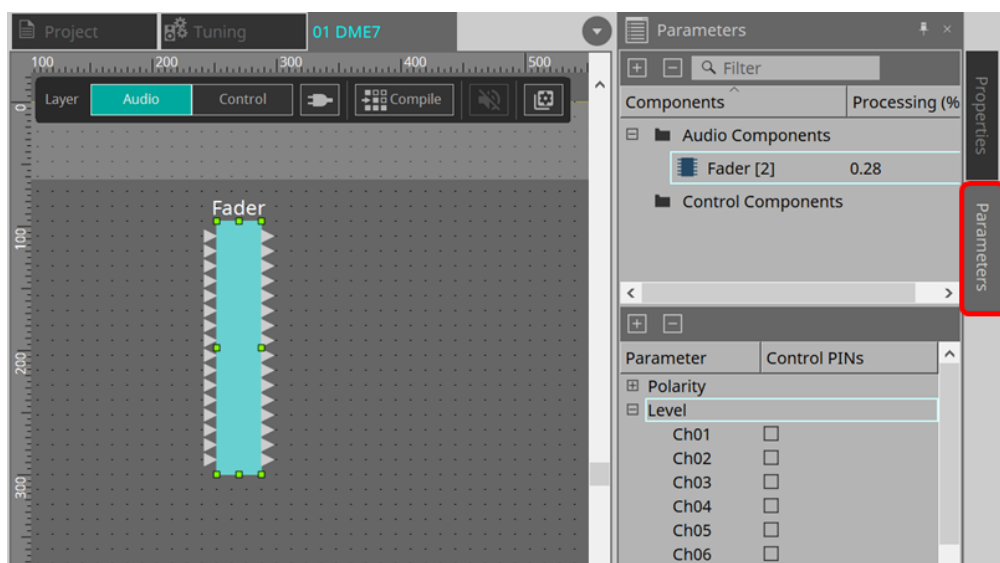 Project
Tuning
01 DME7
Parameters
100 200 300 400 500
Filter
Layer
Audio
Control
Compile
Components
Processing (%
Audio Components
Fader [2]
0.28
Control Components
Properties
Parameters
Fader
100
200
300
Parameter
Control PINs
Polarity
Level
Ch01
Ch02
Ch03
Ch04
Ch05
Ch06